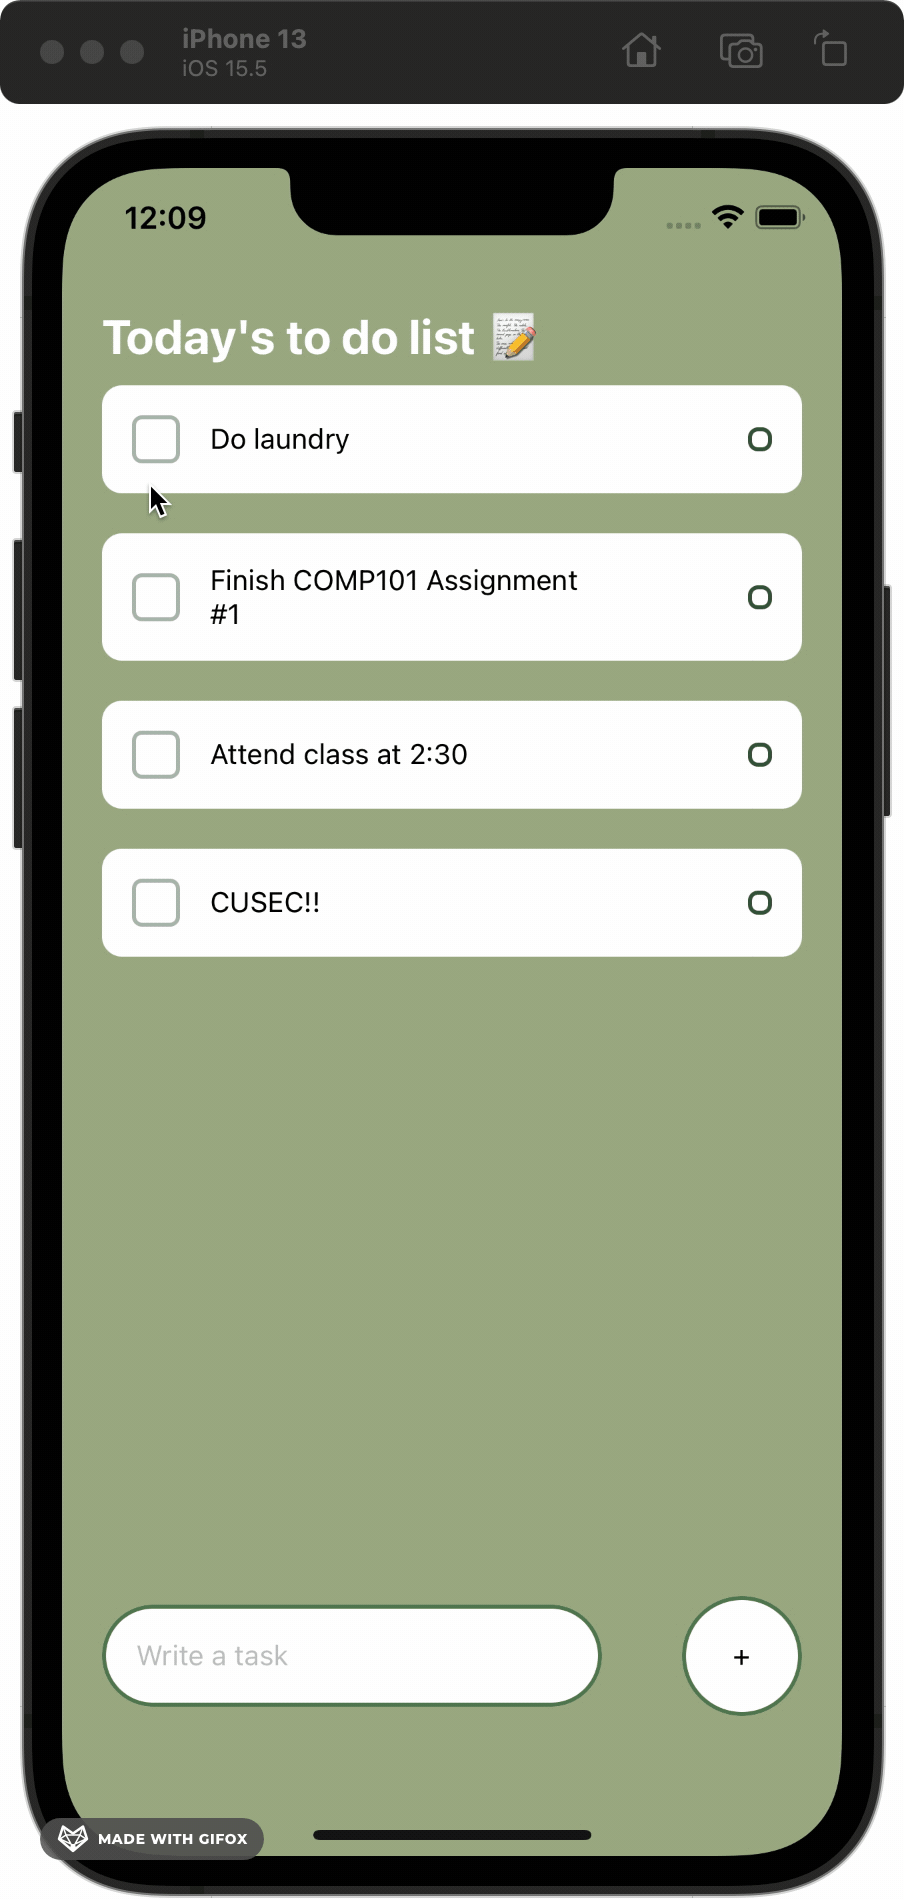 iPhone 13
iOS 15.5
12:09
Today's to do list 📝
Do laundry
Finish COMP101 Assignment
#1
Attend class at 2:30
CUSEC!!
Write a task
+
MADE WITH GIFOX